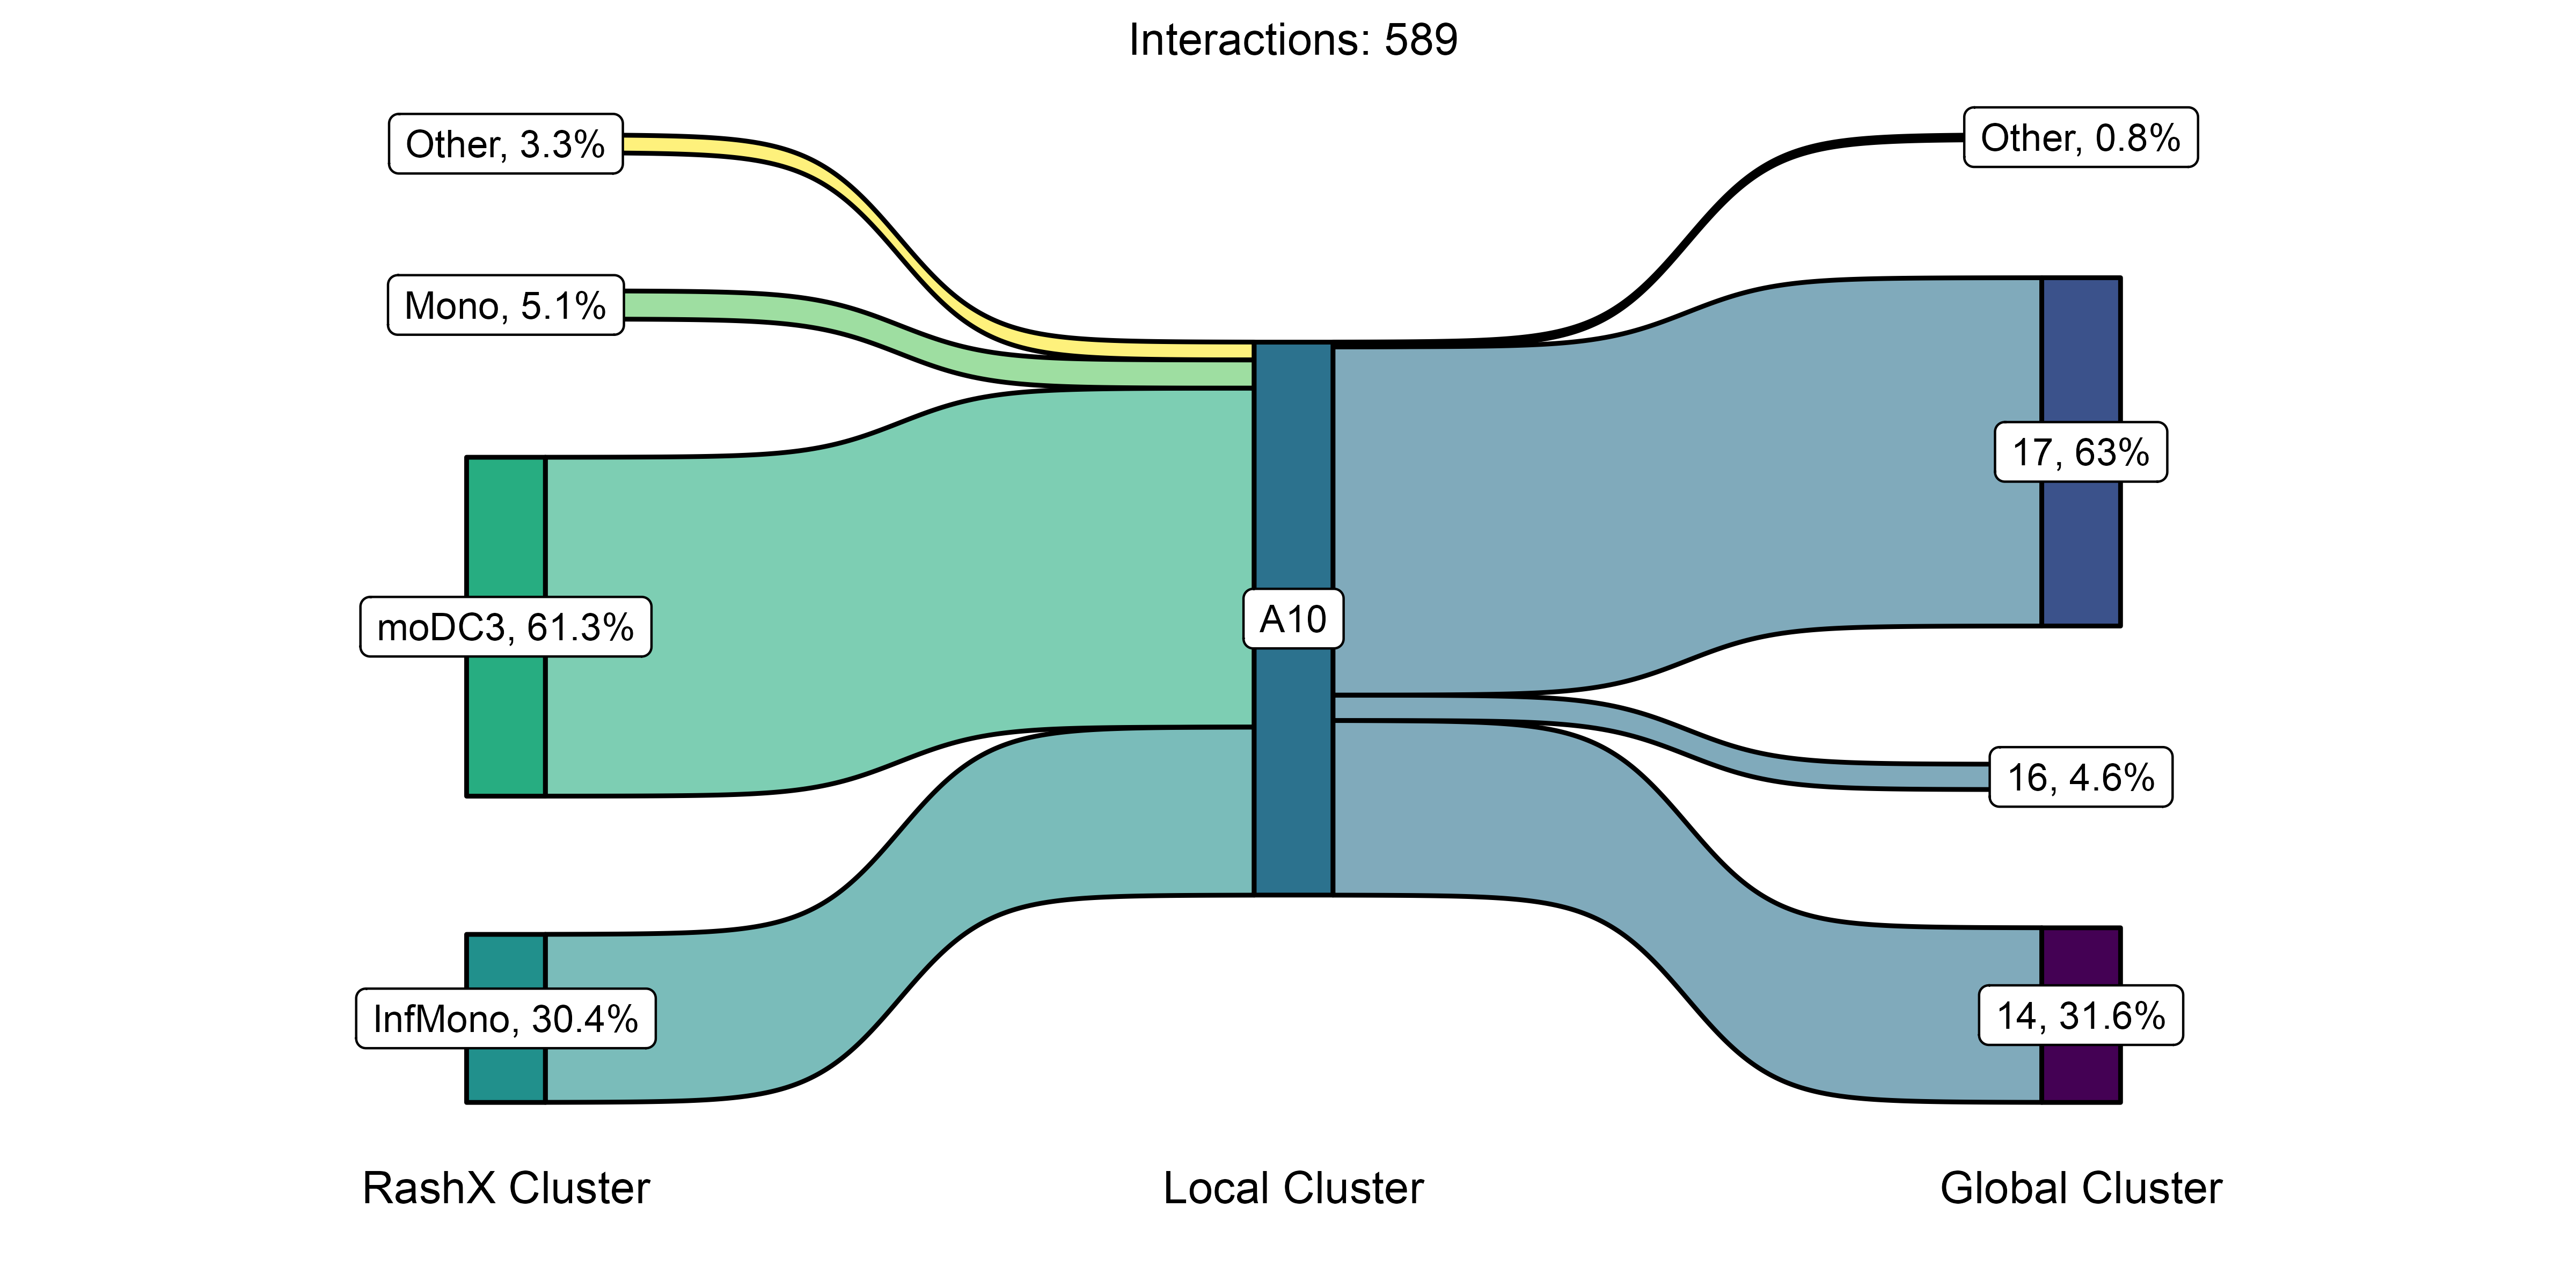 Interactions: 589
Other, 3.3%
Mono, 5.1%
moDC3, 61.3%
InfMono, 30.4%
A10
Other, 0.8%
17, 63%
16, 4.6%
14, 31.6%
RashX Cluster
Local Cluster
Global Cluster